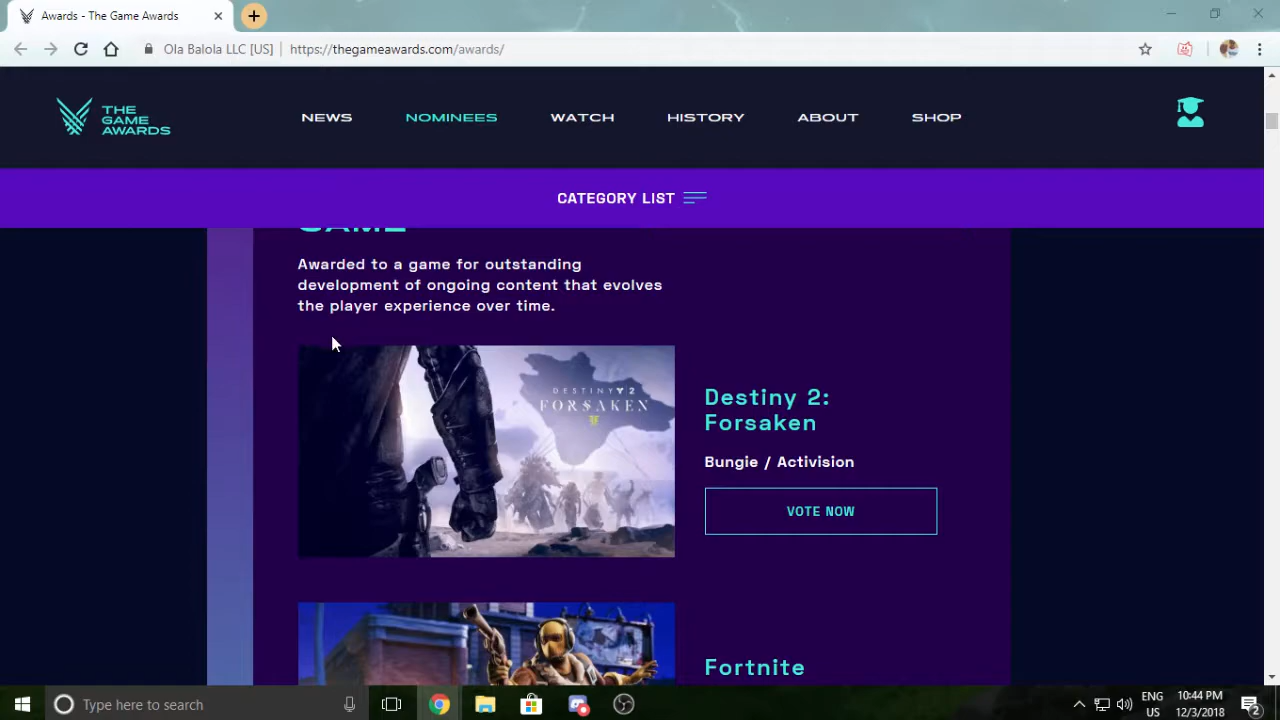 Awards - The Game Awards
Ola Balola LLC [US] https://thegameawards.com/awards/
THE
GAME
AWARDS
NEWS NOMINEES WATCH HISTORY ABOUT SHOP
CATEGORY LIST
GAME
Awarded to a game for outstanding
development of ongoing content that evolves
the player experience over time.
DESTINY 2
FORSAKEN
Destiny 2:
Forsaken
Bungie / Activision
VOTE NOW
Fortnite
Type here to search
ENG
US
10:44 PM
12/3/2018
2